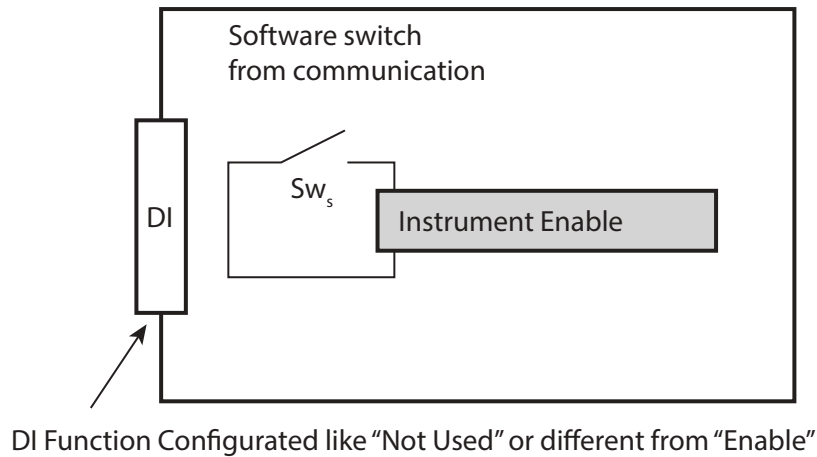 Software switch
from communication
Sws
DI
Instrument Enable
DI Function Configurated like “Not Used” or different from “Enable”